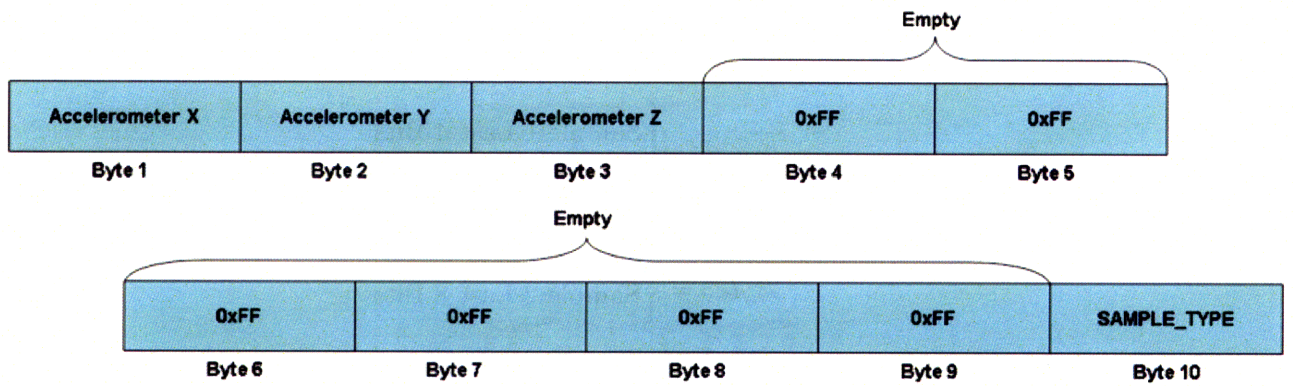 Empty
Accelerometer X Accelerometer Y Accelerometer Z 0xFF 0xFF
Byte 1 Byte 2 Byte 3 Byte 4 Byte 5
Empty
0xFF 0xFF 0xFF 0xFF SAMPLE_TYPE
Byte 6 Byte 7 Byte 8 Byte 9 Byte 10